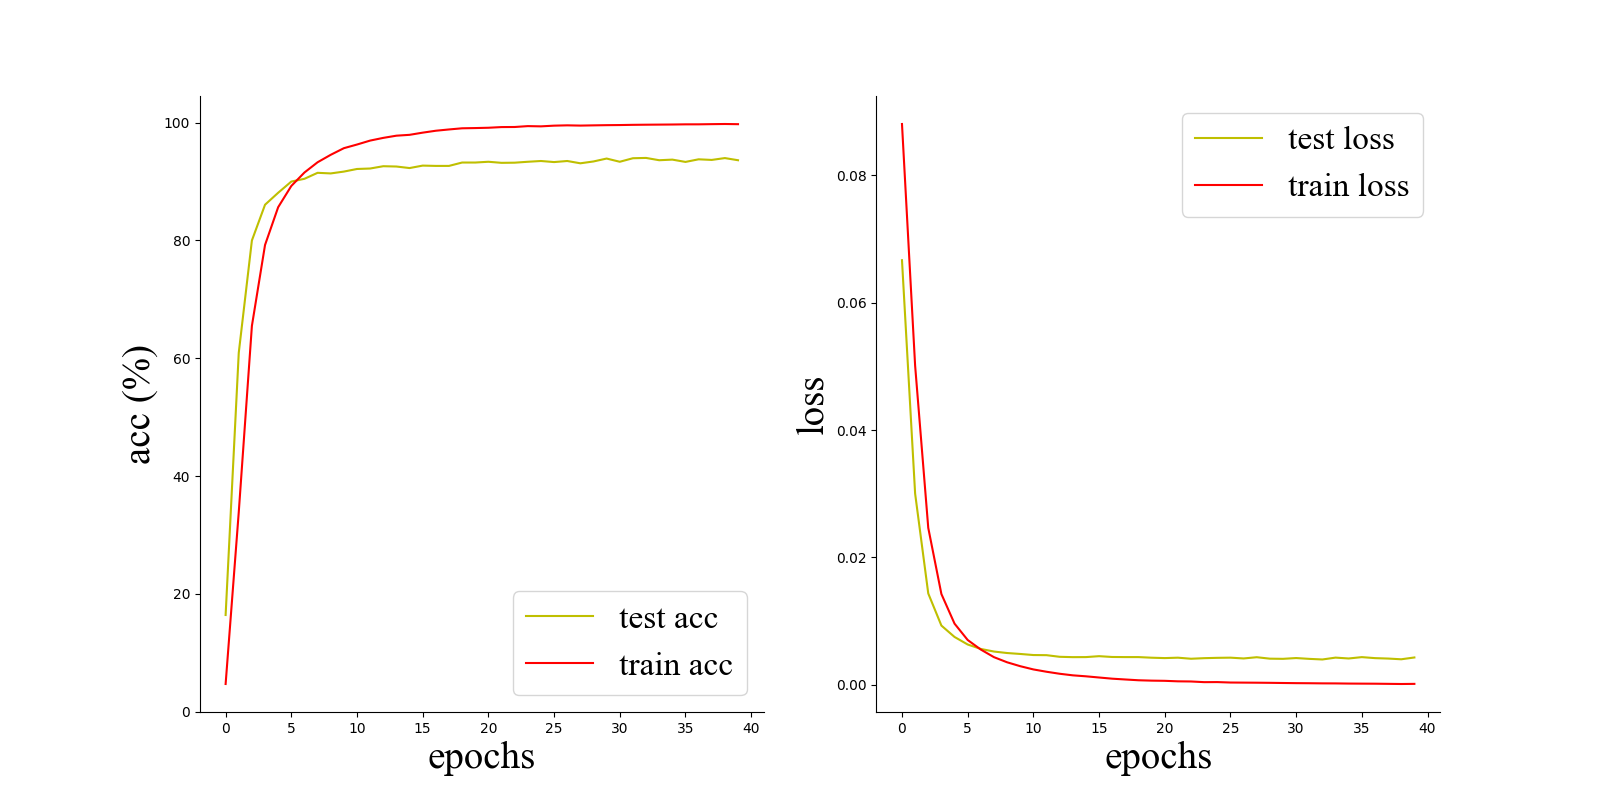 100
80
60
40
20
0
acc (%)
0 5 10 15 20 25 30 35 40
epochs
test acc
train acc
0.08
0.06
0.04
0.02
0.00
loss
0 5 10 15 20 25 30 35 40
epochs
test loss
train loss